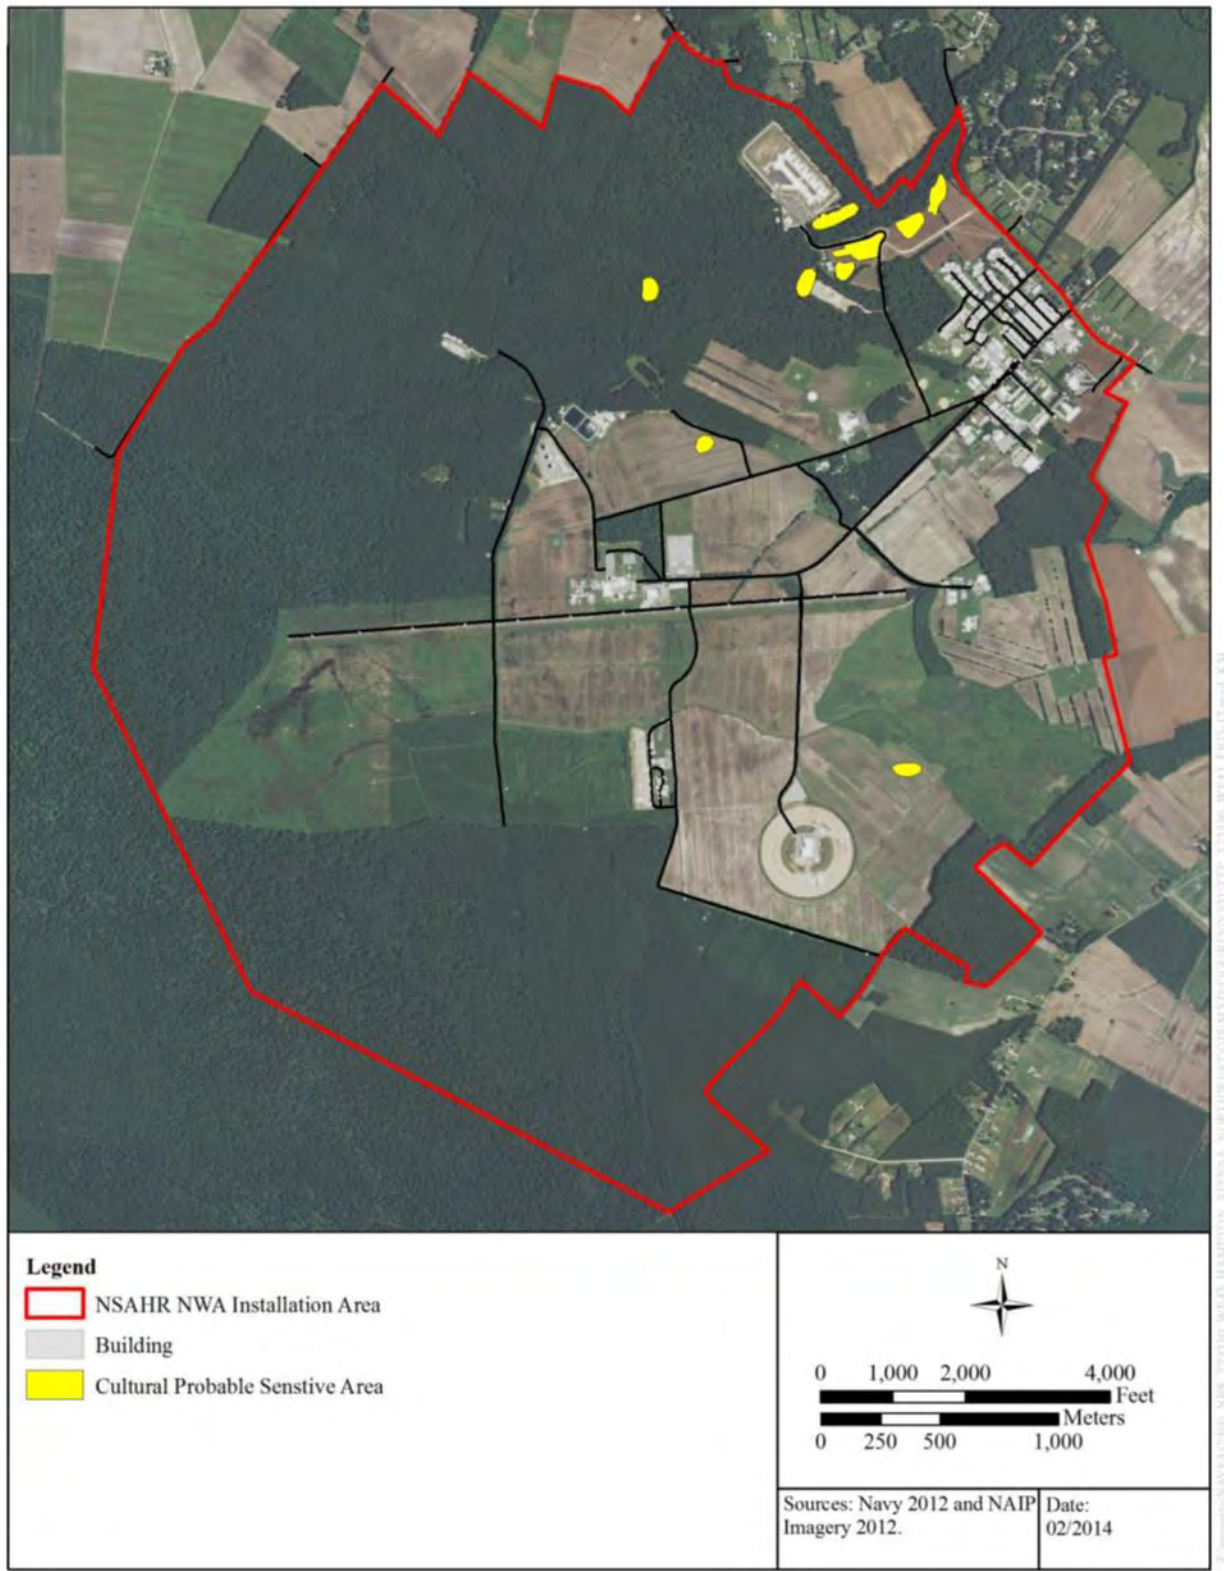 Legend
NSAHR NWA Installation Area
Building
Cultural Probable Senstive Area
N
0 1,000 2,000 4,000
Feet
Meters
0 250 500 1,000
Sources: Navy 2012 and NAIP
Imagery 2012.
Date:
02/2014